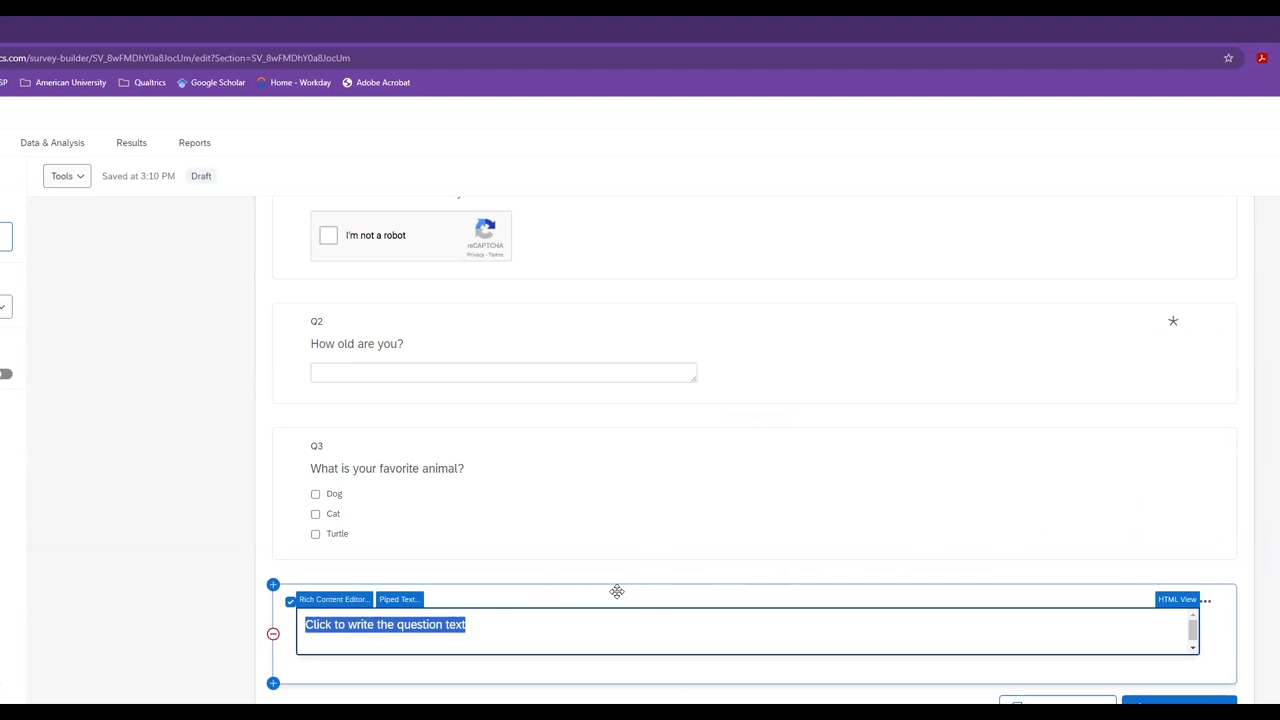 cs.com/survey-builder/SV_8wFMDhY0a8JocUm/edit?Section=SV_8wFMDhY0a8JocUm
SP American University Qualtrics Google Scholar Home - Workday Adobe Acrobat
Data & Analysis Results Reports
Tools Saved at 3:10 PM Draft
I'm not a robot
reCAPTCHA
Privacy - Terms
Q2
How old are you?
Q3
What is your favorite animal?
Dog
Cat
Turtle
Rich Content Editor... Piped Text... HTML View
Click to write the question text